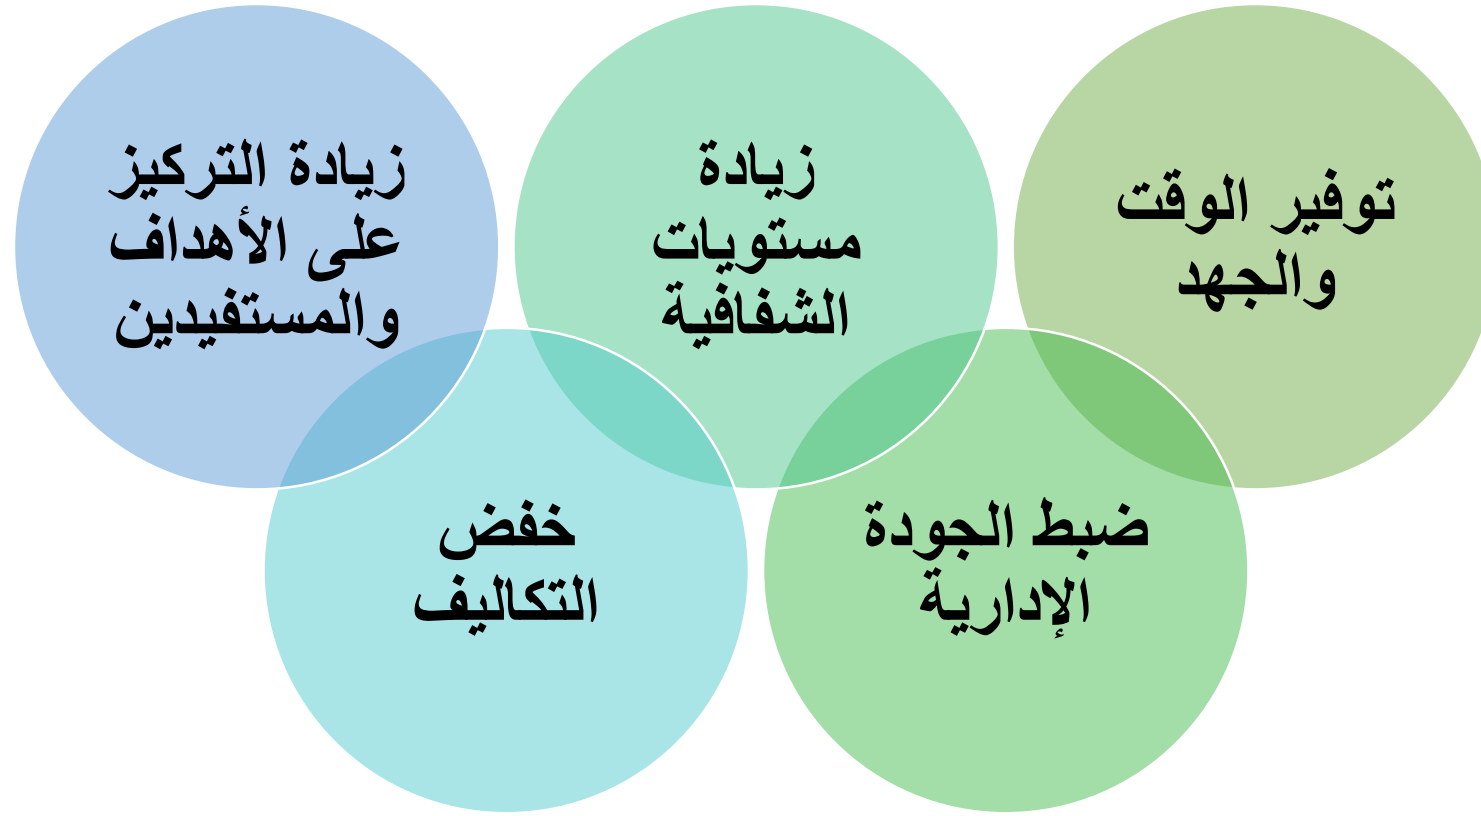 توفير الوقت
والجهد
زيادة
مستويات
الشفافية
زيادة التركيز
على الأهداف
والمستفيدين
ضبط الجودة
الإدارية
خفض
التكاليف